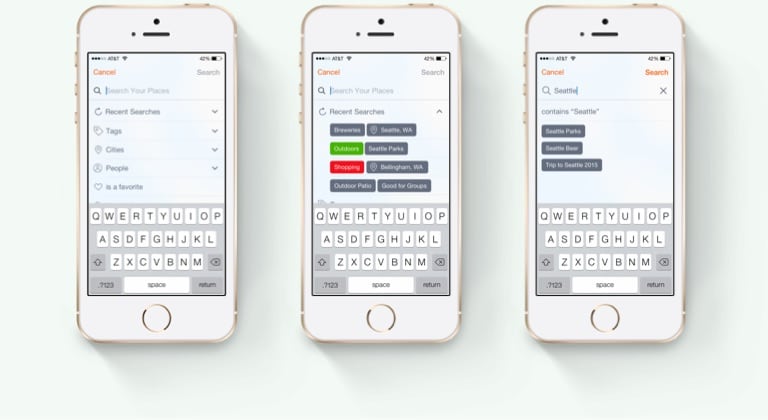 AT&T 42%
Cancel Search
Search Your Places
Recent Searches
Tags
Cities
People
is a favorite
Q W E R T Y U I O P
A S D F G H J K L
Z X C V B N M
.?123 space return
AT&T 42%
Cancel Search
Search Your Places
Recent Searches
Breweries Seattle, WA
Outdoors Seattle Parks
Shopping Bellingham, WA
Outdoor Patio Good for Groups
Q W E R T Y U I O P
A S D F G H J K L
Z X C V B N M
.?123 space return
AT&T 42%
Cancel Search
Seattle
contains "Seattle"
Seattle Parks
Seattle Beer
Trip to Seattle 2015
Q W E R T Y U I O P
A S D F G H J K L
Z X C V B N M
.?123 space return